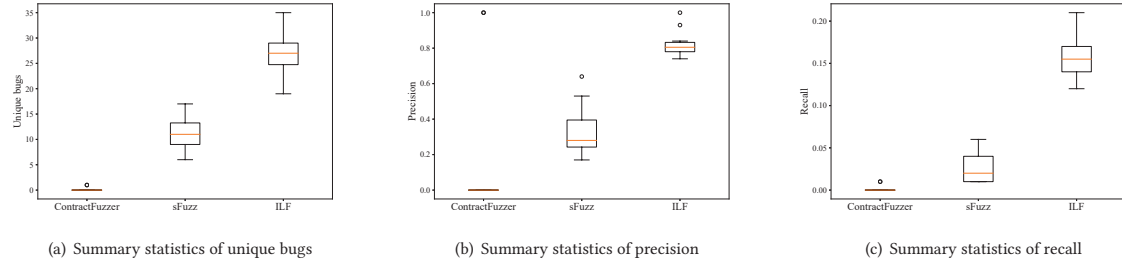 Unique bugs
35
30
25
20
15
10
5
0
ContractFuzzer sFuzz ILF
(a) Summary statistics of unique bugs
Precision
1.0
0.8
0.6
0.4
0.2
0.0
ContractFuzzer sFuzz ILF
(b) Summary statistics of precision
Recall
0.20
0.15
0.10
0.05
0.00
ContractFuzzer sFuzz ILF
(c) Summary statistics of recall